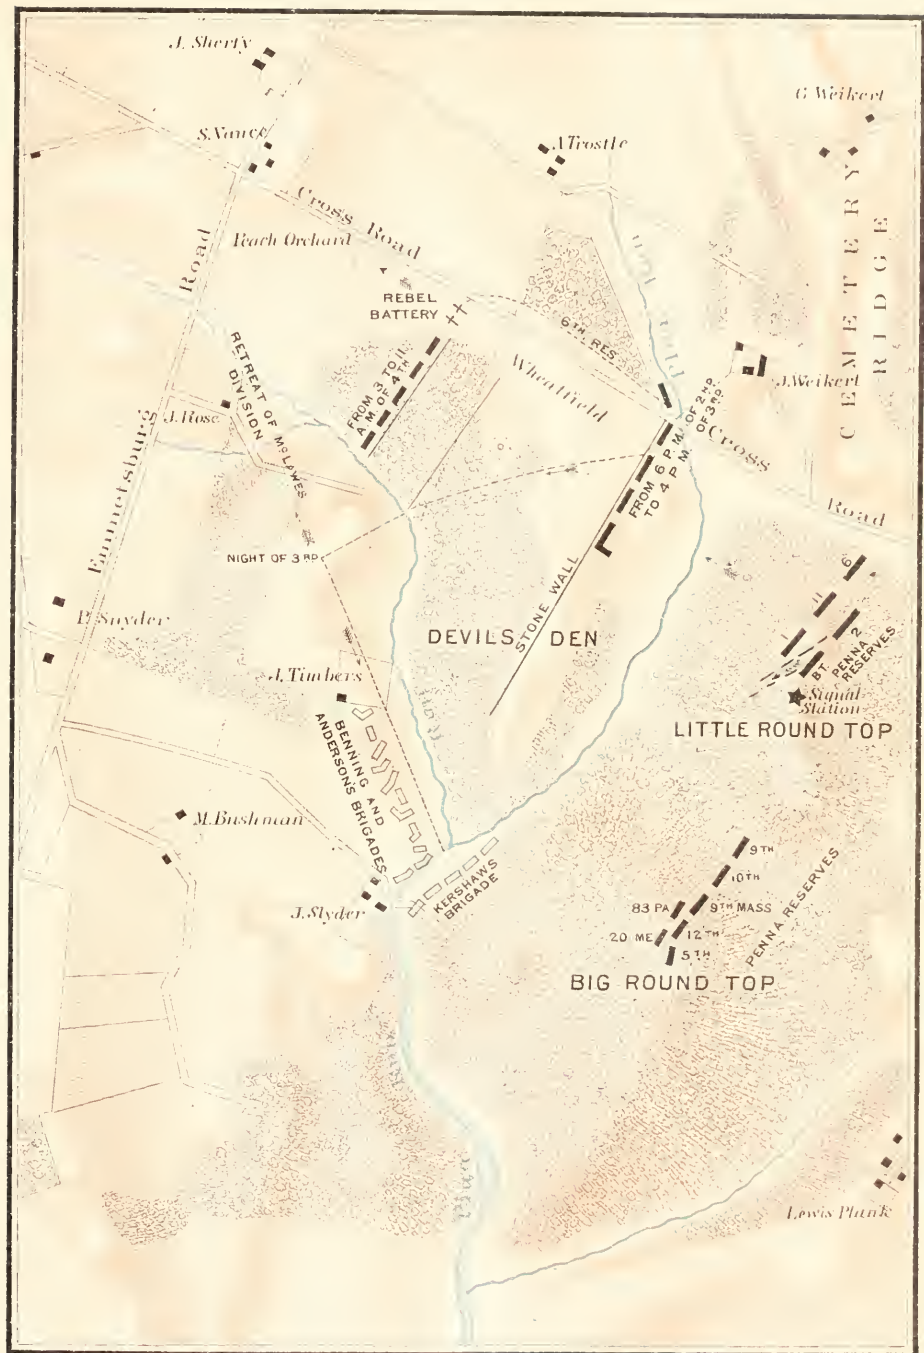 J. Sherfy
G. Weikert
A Trostle
Cross Road
Peach Orchard
CEMETERY
RIDGE
Road
REBEL
BATTERY
6TH RES.
Plum
Run
RETREAT OF McLAWES
DIVISION
FROM 3 TO 11
A M. OF 4TH
Wheatfield
J. Weikert
J. Rose
FROM 6 P.M. OF 2ND
TO 4 P M. OF 3RD
Cross
Road
Emmetsburg
NIGHT OF 3RD
STONE WALL
DEVILS DEN
6
11
1
2
BT.
PENNA
RESERVES
Signal
Station
LITTLE ROUND TOP
P. Snyder
J. Timbers
BENNING AND
ANDERSON'S BRIGADES
M. Bushman
9TH
10TH
PENNA RESERVES
83 PA
9TH MASS
20 ME
12TH
5TH
BIG ROUND TOP
J. Slyder
KERSHAWS
BRIGADE
Lewis Plank